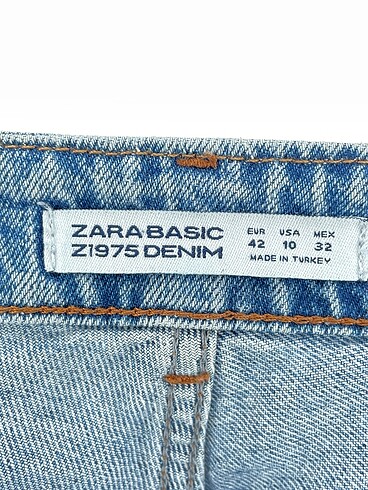 ZARA BASIC
Z1975 DENIM
EUR USA MEX
42 10 32
MADE IN TURKEY